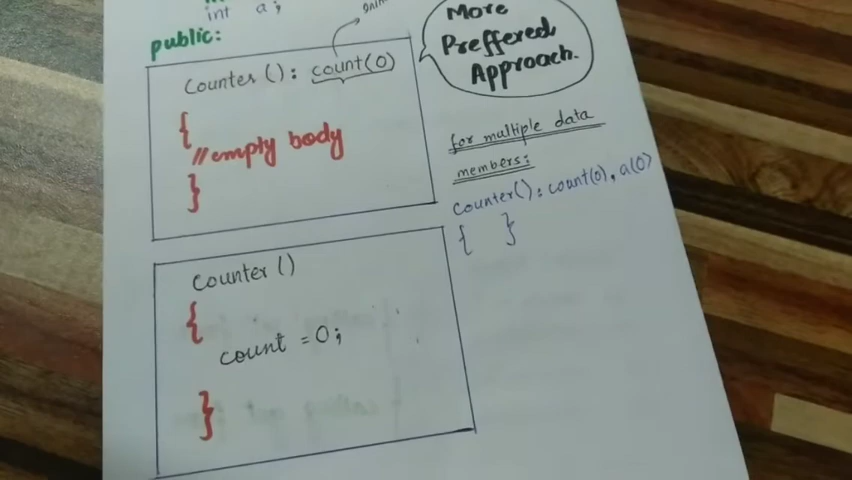 int a;
public:
Counter(): count(0)
{
//empty body
}
More
Preffered
Approach.
for multiple data
members:
counter(): count(0), a(0)
{ }
Counter()
{
count = 0;
}